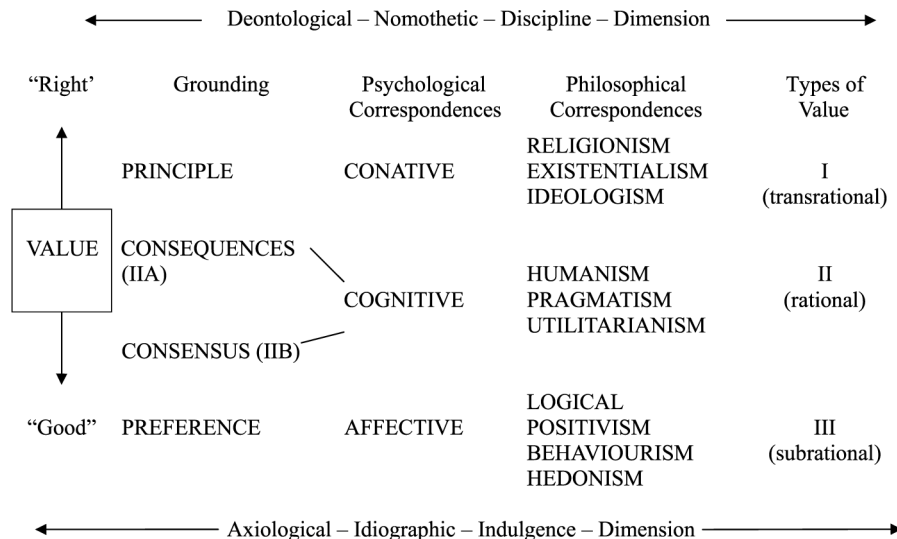 Deontological – Nomothetic – Discipline – Dimension
“Right’ Grounding Psychological Philosophical Types of
Correspondences Correspondences Value
RELIGIONISM
PRINCIPLE CONATIVE EXISTENTIALISM I
IDEOLOGISM (transrational)
VALUE CONSEQUENCES
(IIA) HUMANISM II
COGNITIVE PRAGMATISM (rational)
UTILITARIANISM
CONSENSUS (IIB)
LOGICAL
“Good” PREFERENCE AFFECTIVE POSITIVISM III
BEHAVIOURISM (subrational)
HEDONISM
Axiological – Idiographic – Indulgence – Dimension